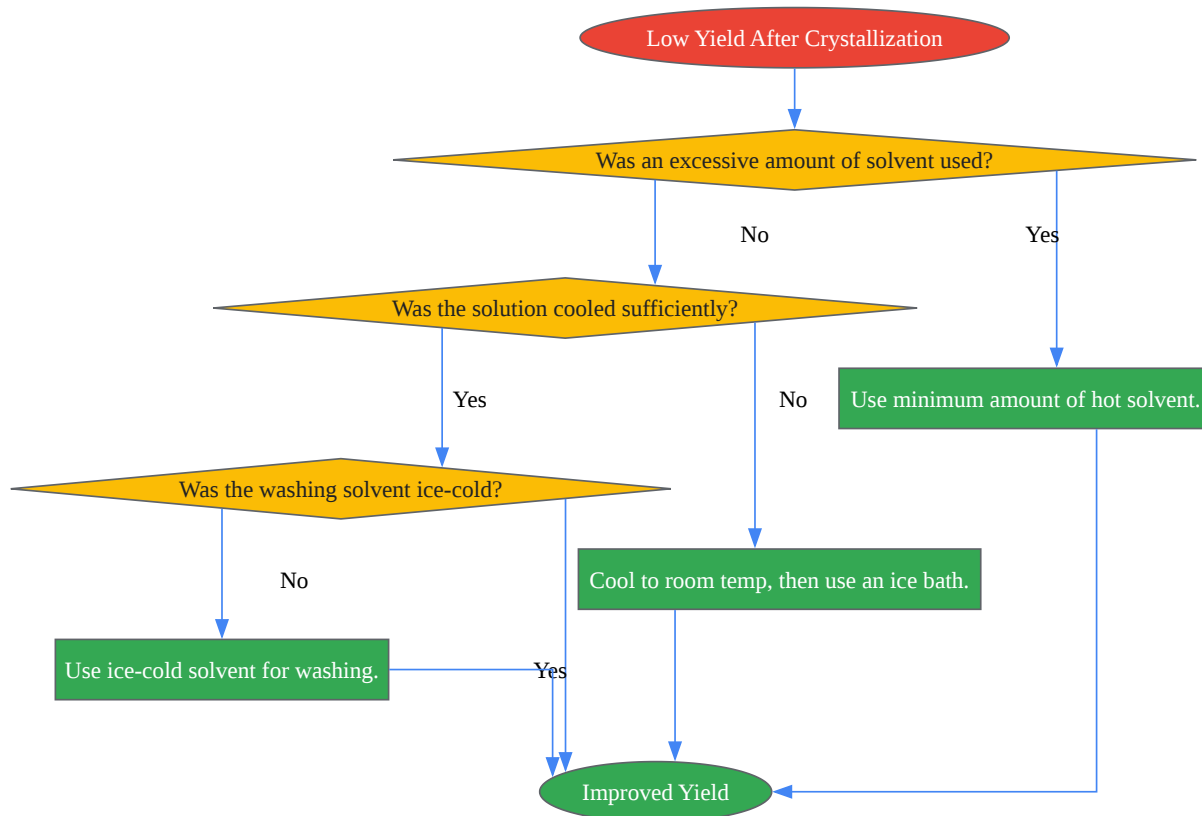 Low Yield After Crystallization
Was an excessive amount of solvent used?
No
Yes
Was the solution cooled sufficiently?
Yes
No
Use minimum amount of hot solvent.
Was the washing solvent ice-cold?
No
Cool to room temp, then use an ice bath.
Use ice-cold solvent for washing.
Yes
Improved Yield